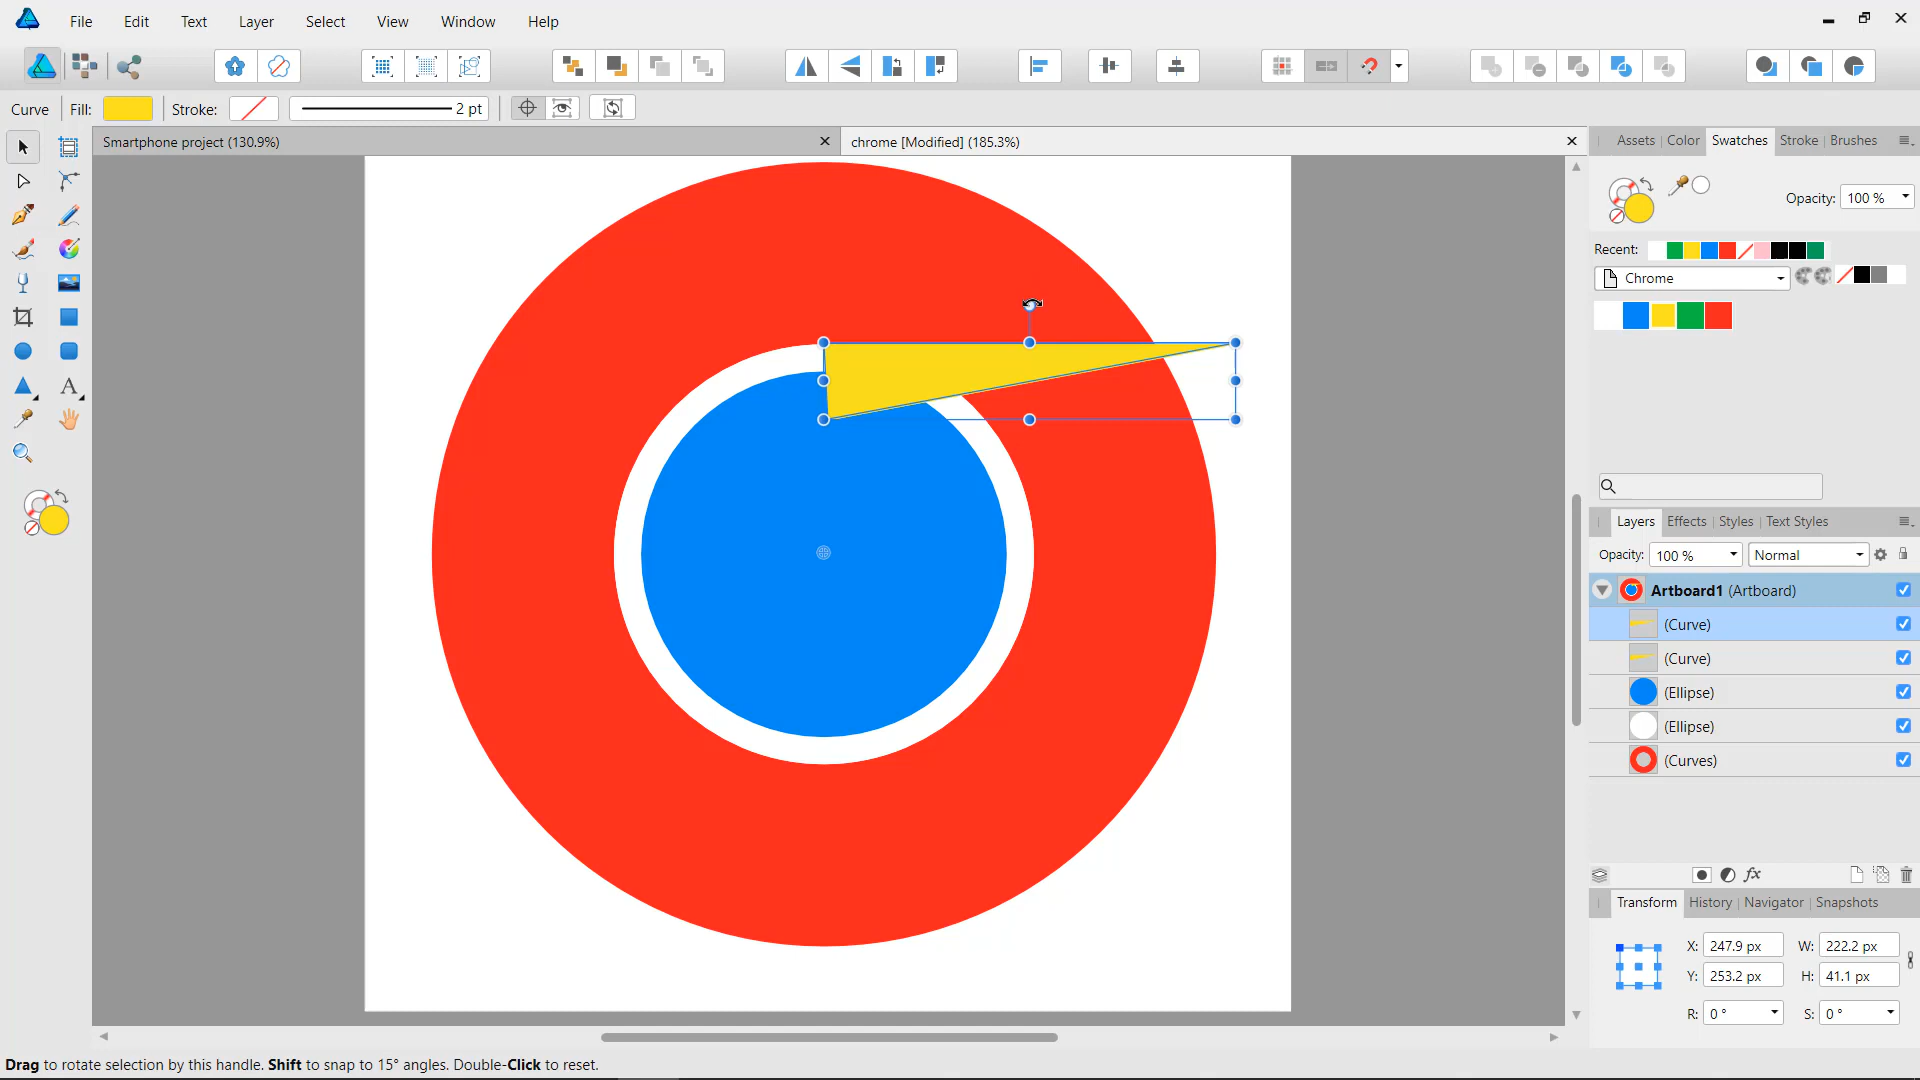 File Edit Text Layer Select View Window Help
Curve Fill: Stroke: 2 pt
Smartphone project (130.9%) chrome [Modified] (185.3%)
Assets Color Swatches Stroke Brushes
Opacity: 100 %
Recent:
Chrome
Layers Effects Styles Text Styles
Opacity: 100 % Normal
Artboard1 (Artboard)
(Curve)
(Curve)
(Ellipse)
(Ellipse)
(Curves)
fx
Transform History Navigator Snapshots
X: 247.9 px W: 222.2 px
Y: 253.2 px H: 41.1 px
R: 0 ° S: 0 °
Drag to rotate selection by this handle. Shift to snap to 15° angles. Double-Click to reset.